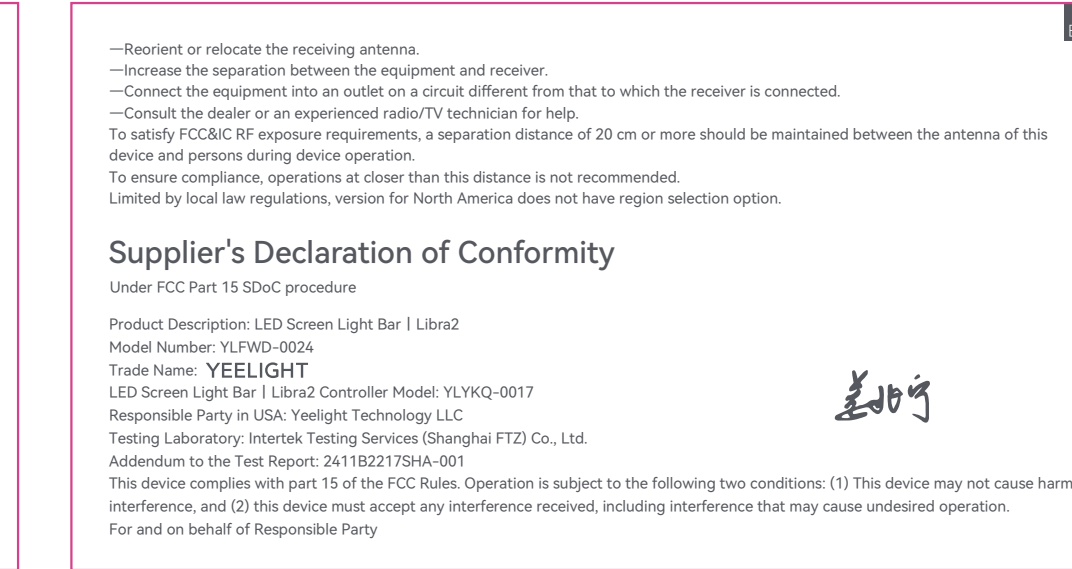 —Reorient or relocate the receiving antenna.
—Increase the separation between the equipment and receiver.
—Connect the equipment into an outlet on a circuit different from that to which the receiver is connected.
—Consult the dealer or an experienced radio/TV technician for help.
To satisfy FCC&IC RF exposure requirements, a separation distance of 20 cm or more should be maintained between the antenna of this
device and persons during device operation.
To ensure compliance, operations at closer than this distance is not recommended.
Limited by local law regulations, version for North America does not have region selection option.
Supplier's Declaration of Conformity
Under FCC Part 15 SDoC procedure
Product Description: LED Screen Light Bar | Libra2
Model Number: YLFWD-0024
Trade Name: YEELIGHT
LED Screen Light Bar | Libra2 Controller Model: YLYKQ-0017
Responsible Party in USA: Yeelight Technology LLC
Testing Laboratory: Intertek Testing Services (Shanghai FTZ) Co., Ltd.
Addendum to the Test Report: 2411B2217SHA-001
This device complies with part 15 of the FCC Rules. Operation is subject to the following two conditions: (1) This device may not cause harm
interference, and (2) this device must accept any interference received, including interference that may cause undesired operation.
For and on behalf of Responsible Party